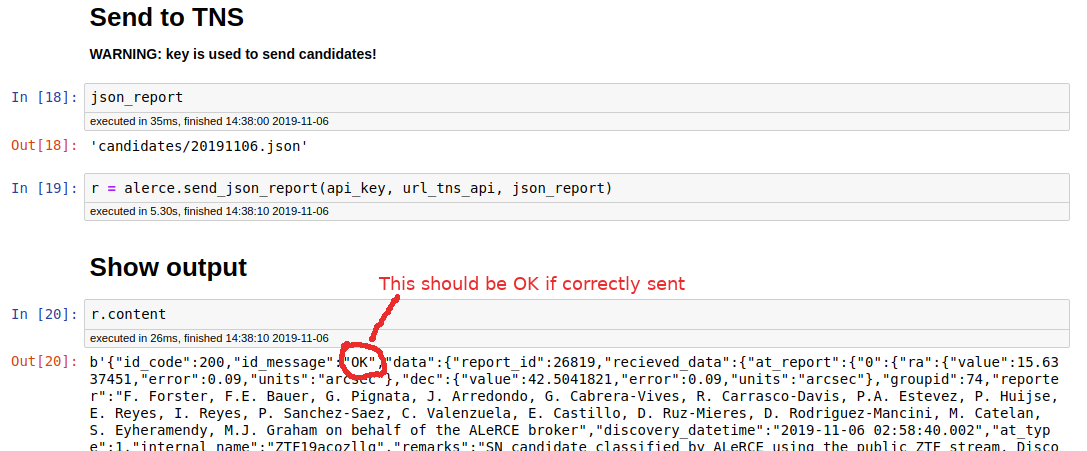 Send to TNS
WARNING: key is used to send candidates!
In [18]: json_report
executed in 35ms, finished 14:38:00 2019-11-06
Out[18]: 'candidates/20191106.json'
In [19]: r = alerce.send_json_report(api_key, url_tns_api, json_report)
executed in 5.30s, finished 14:38:10 2019-11-06
Show output
This should be OK if correctly sent
In [20]: r.content
executed in 26ms, finished 14:38:10 2019-11-06
Out[20]: b'{"id_code":200,"id_message":"OK","data":{"report_id":26819,"recieved_data":{"at_report":{"0":{"ra":{"value":15.63
37451,"error":0.09,"units":"arcsec"},"dec":{"value":42.5041821,"error":0.09,"units":"arcsec"},"groupid":74,"reporte
r":"F. Forster, F.E. Bauer, G. Pignata, J. Arredondo, G. Cabrera-Vives, R. Carrasco-Davis, P.A. Estevez, P. Huijse,
E. Reyes, I. Reyes, P. Sanchez-Saez, C. Valenzuela, E. Castillo, D. Ruz-Mieres, D. Rodriguez-Mancini, M. Catelan,
S. Eyheramendy, M.J. Graham on behalf of the ALeRCE broker","discovery_datetime":"2019-11-06 02:58:40.002","at_typ
e":1,"internal_name":"ZTF19acozllg","remarks":"SN candidate classified by ALeRCE using the public ZTF stream. Disco